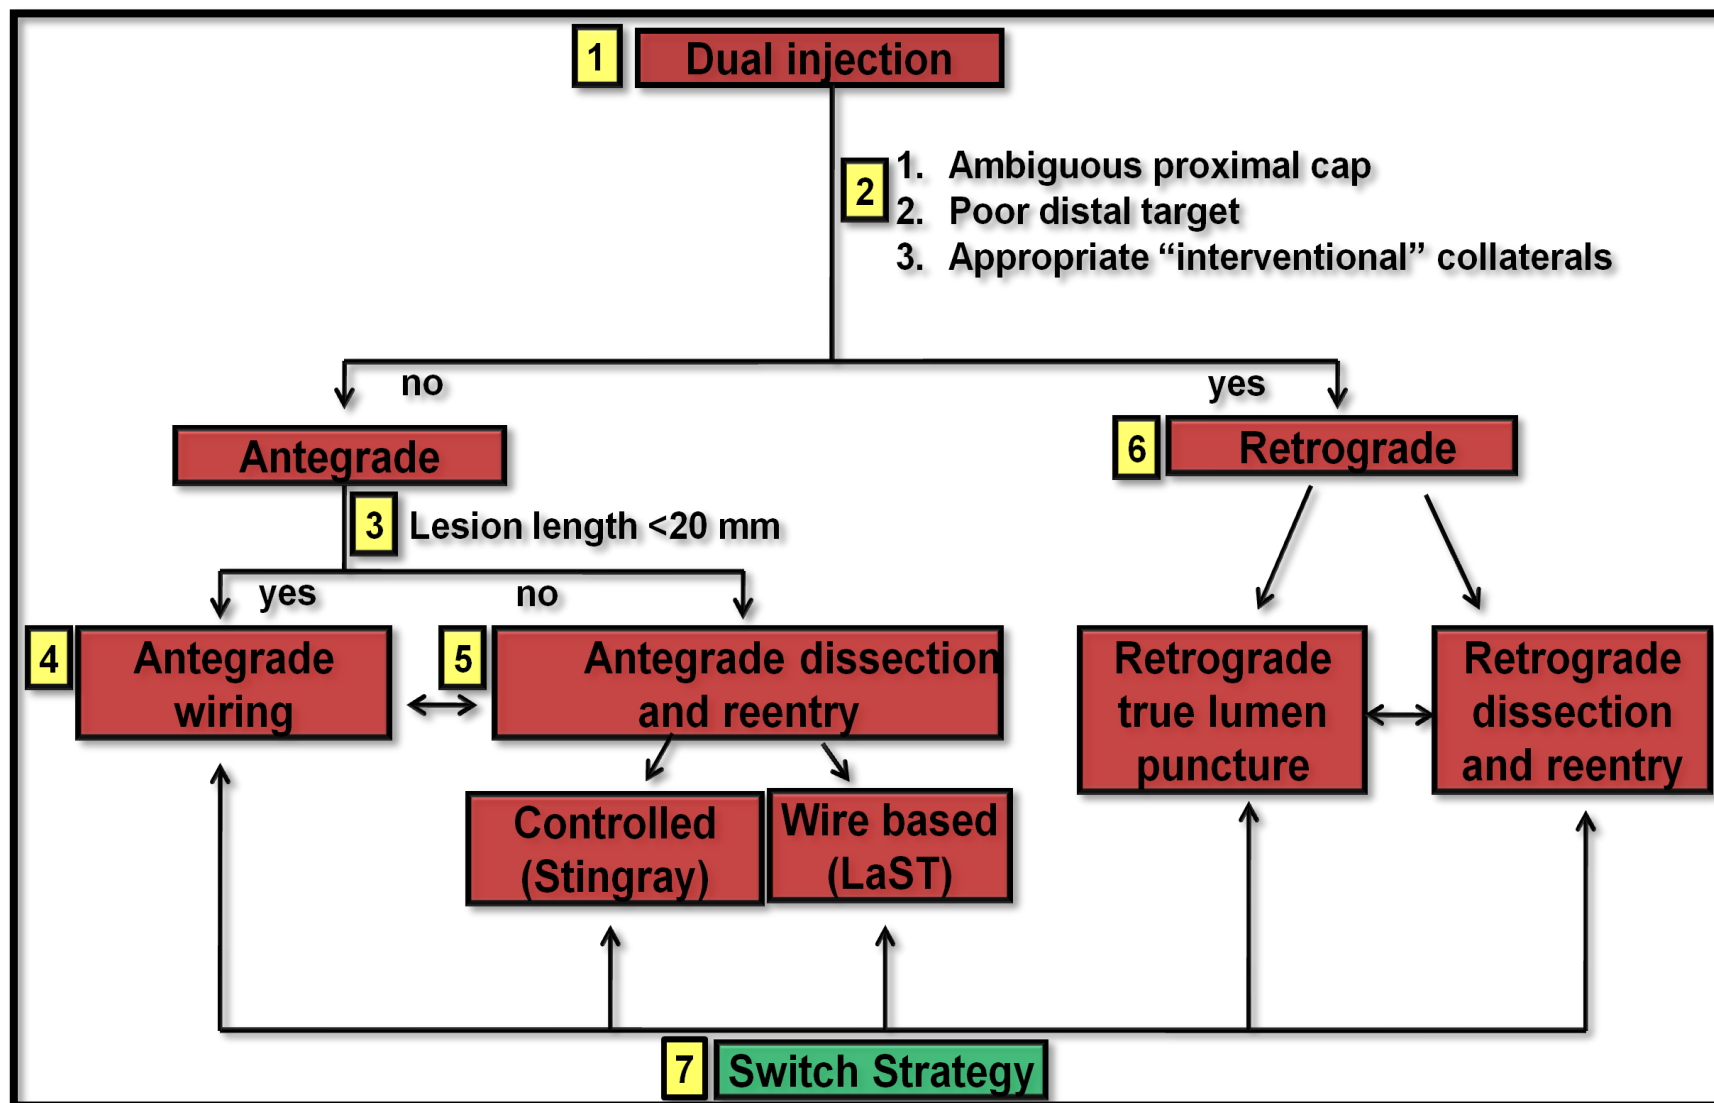 1 Dual injection
2
1. Ambiguous proximal cap
2. Poor distal target
3. Appropriate “interventional” collaterals
no
yes
Antegrade
6 Retrograde
3 Lesion length <20 mm
yes
no
4 Antegrade
wiring
5 Antegrade dissection
and reentry
Retrograde
true lumen
puncture
Retrograde
dissection
and reentry
Controlled
(Stingray)
Wire based
(LaST)
7 Switch Strategy